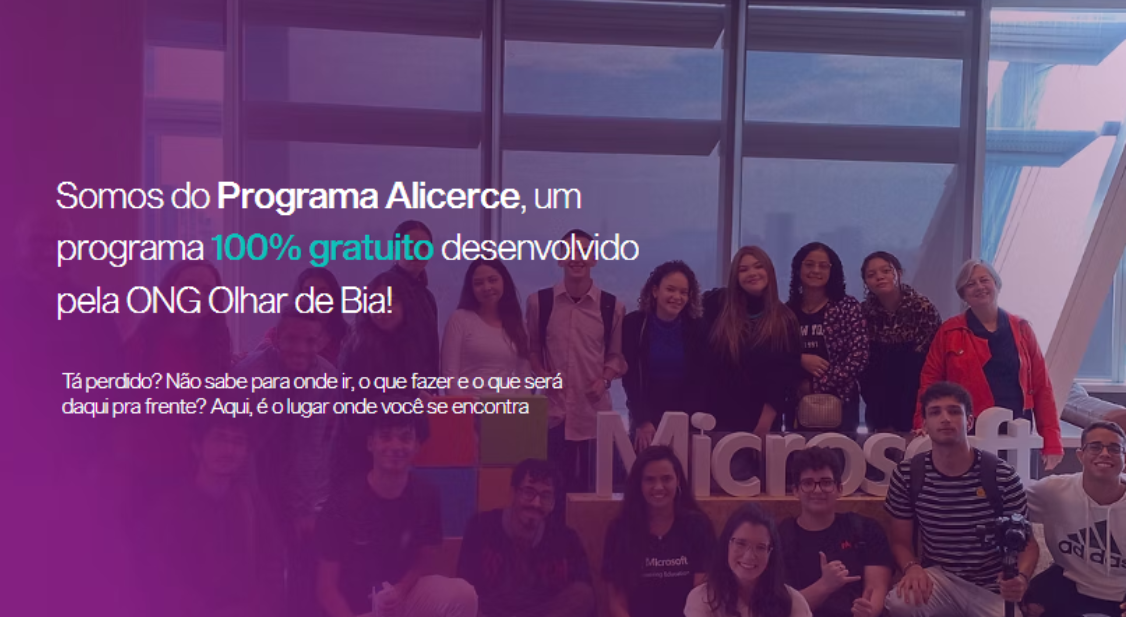 Somos do Programa Alicerce, um
programa 100% gratuito desenvolvido
pela ONG Olhar de Bia!
Tá perdido? Não sabe para onde ir, o que fazer e o que será
daqui pra frente? Aqui, é o lugar onde você se encontra
Microsoft
Microsoft
adidas